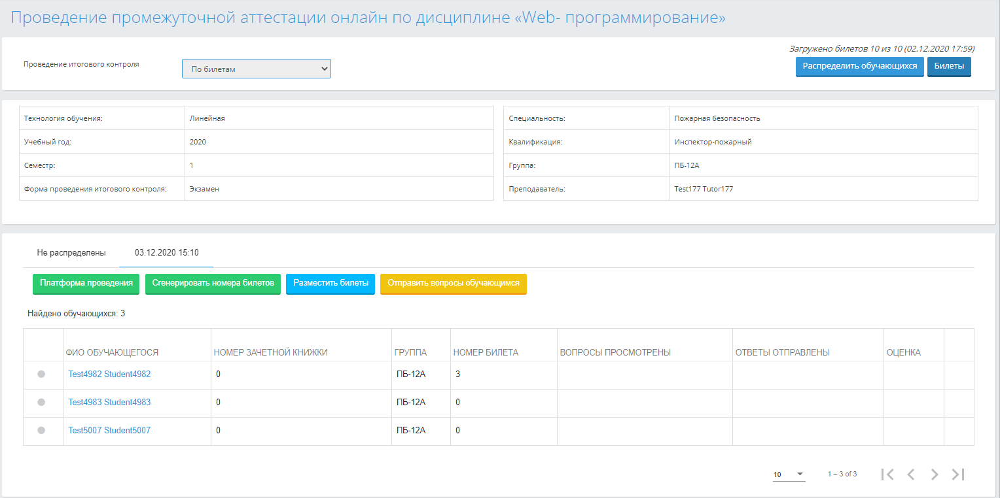 Проведение промежуточной аттестации онлайн по дисциплине «Web- программирование»
Загружено билетов 10 из 10 (02.12.2020 17:59)
Проведение итогового контроля
По билетам
Распределить обучающихся
Билеты
Технология обучения: Линейная
Специальность: Пожарная безопасность
Учебный год: 2020
Квалификация: Инспектор-пожарный
Семестр: 1
Группа: ПБ-12А
Форма проведения итогового контроля: Экзамен
Преподаватель: Test177 Tutor177
Не распределены 03.12.2020 15:10
Платформа проведения Сгенерировать номера билетов Разместить билеты Отправить вопросы обучающимся
Найдено обучающихся: 3
ФИО ОБУЧАЮЩЕГОСЯ НОМЕР ЗАЧЕТНОЙ КНИЖКИ ГРУППА НОМЕР БИЛЕТА ВОПРОСЫ ПРОСМОТРЕНЫ ОТВЕТЫ ОТПРАВЛЕНЫ ОЦЕНКА
Test4982 Student4982 0 ПБ-12А 3
Test4983 Student4983 0 ПБ-12А 0
Test5007 Student5007 0 ПБ-12А 0
10 1 – 3 of 3